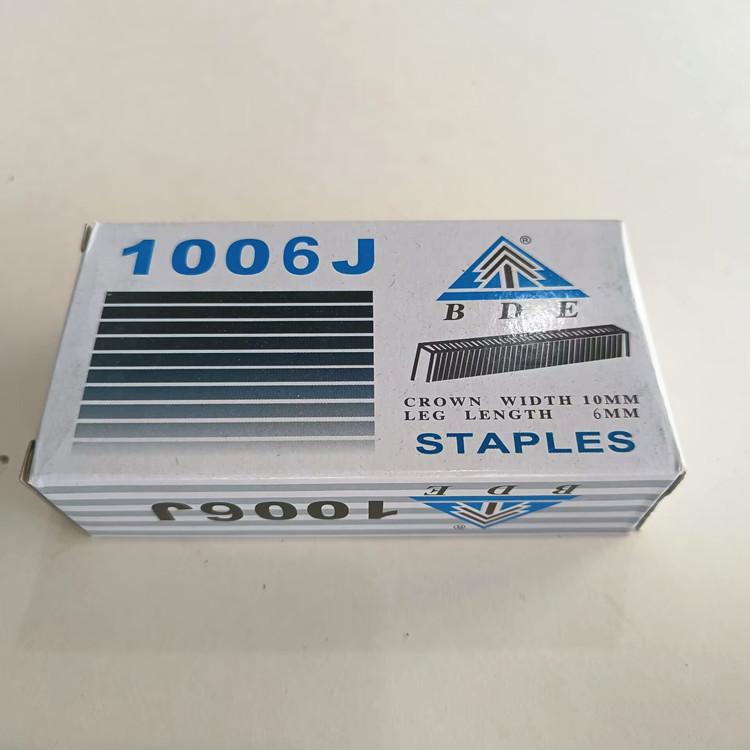 1006J
®
B D E
CROWN WIDTH 10MM
LEG LENGTH 6MM
STAPLES
1006J
B D E
®